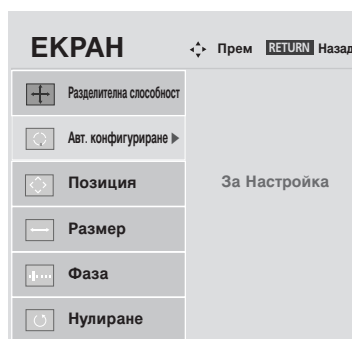 ЕКРАН Прем RETURN Назад
Разделителна способност
Авт. конфигуриране
Позиция За Настройка
Размер
Фаза
Нулиране